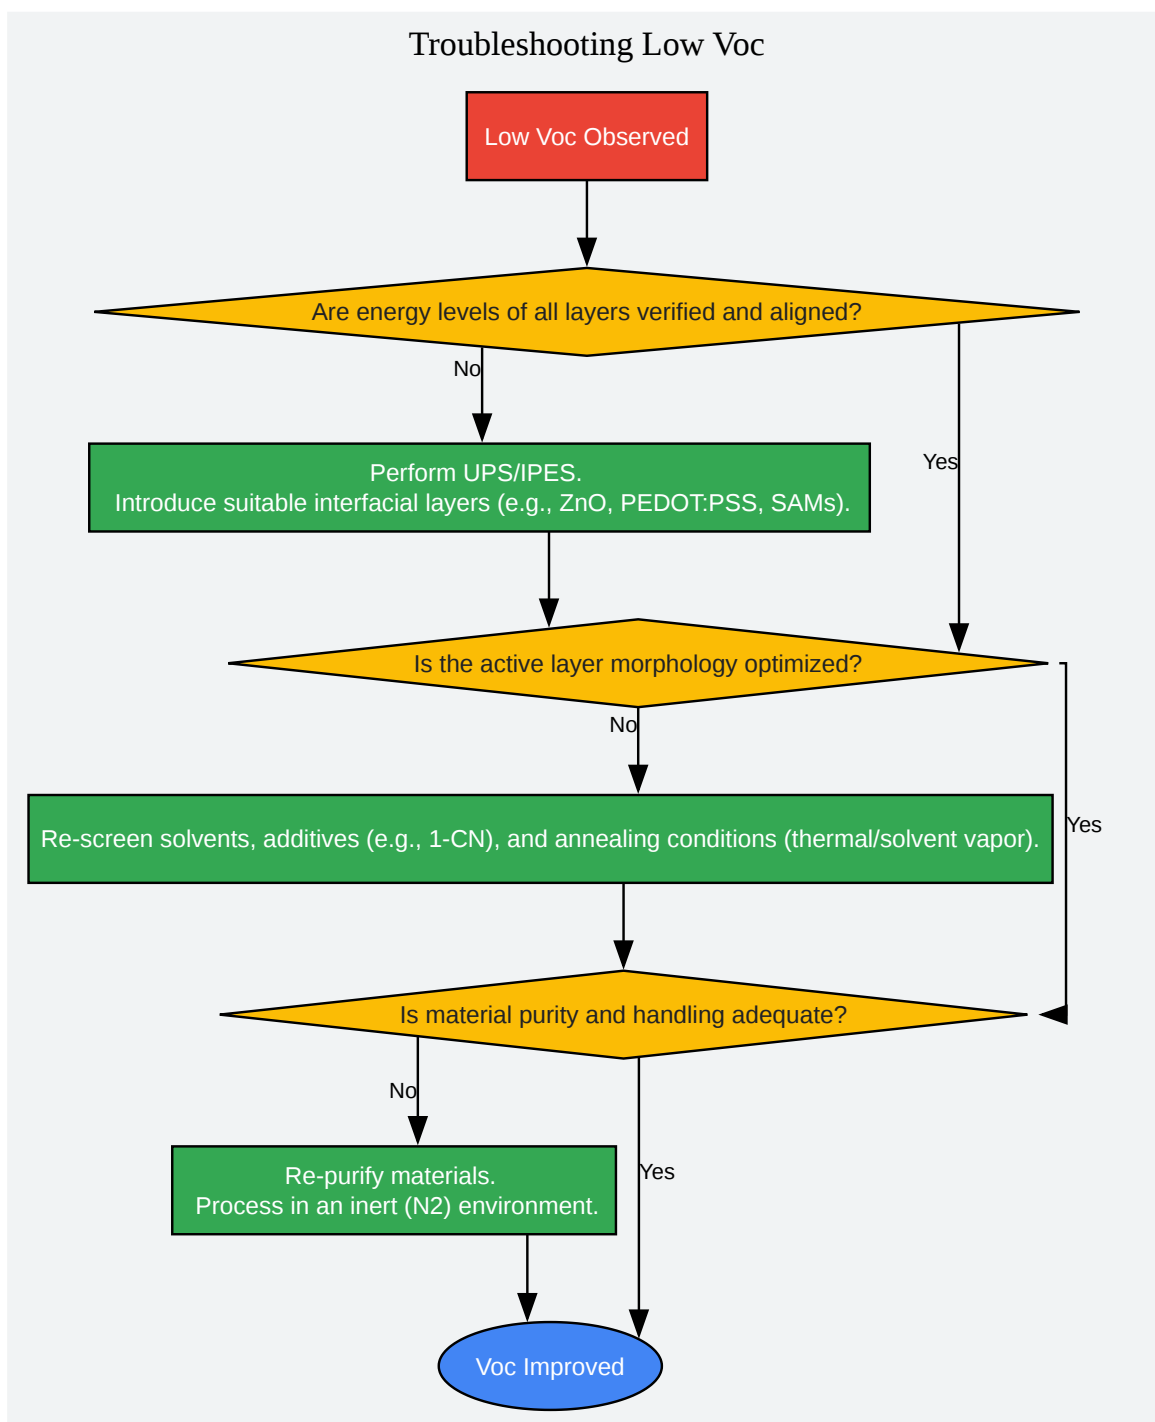 Troubleshooting Low Voc
Low Voc Observed
Are energy levels of all layers verified and aligned?
No
Yes
Perform UPS/IPES.
Introduce suitable interfacial layers (e.g., ZnO, PEDOT:PSS, SAMs).
Is the active layer morphology optimized?
No
Yes
Re-screen solvents, additives (e.g., 1-CN), and annealing conditions (thermal/solvent vapor).
Is material purity and handling adequate?
No
Yes
Re-purify materials.
Process in an inert (N2) environment.
Voc Improved